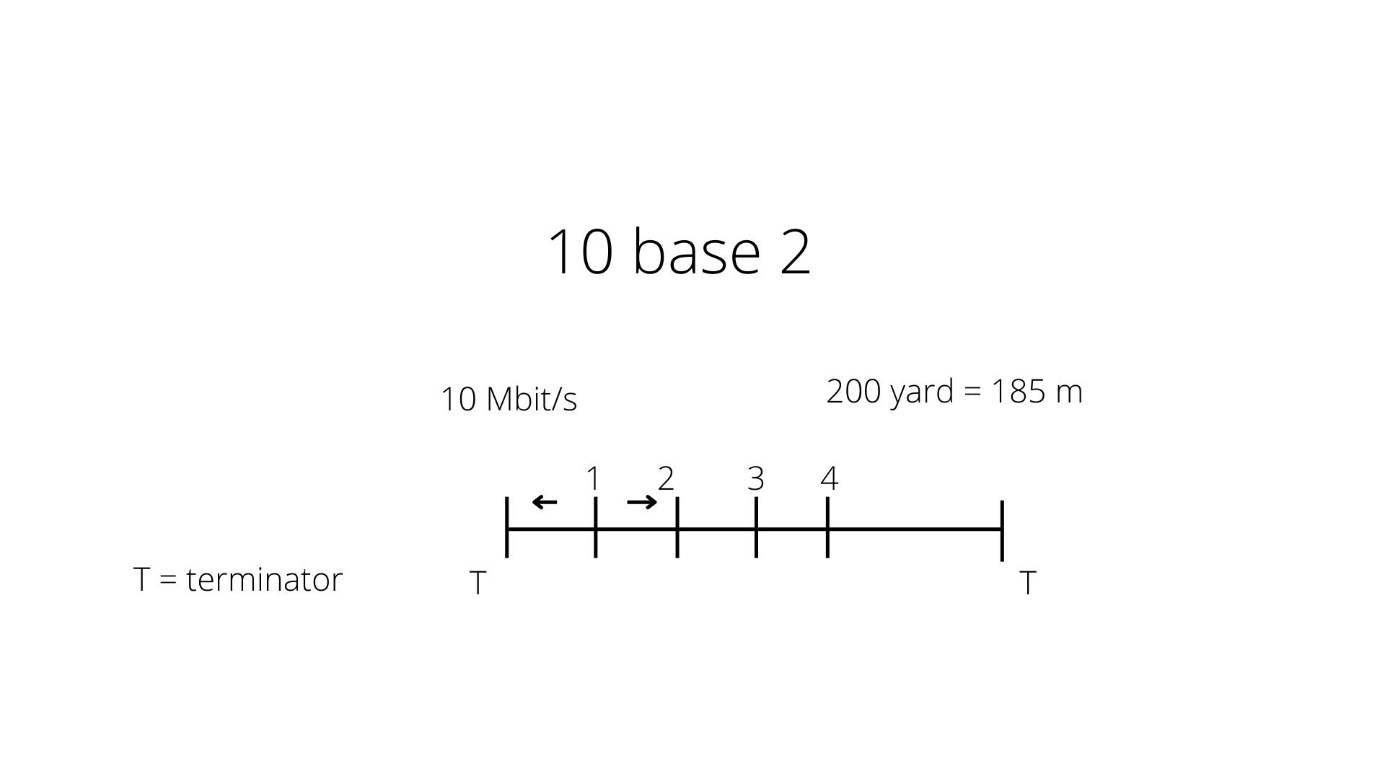 10 base 2
10 Mbit/s
200 yard = 185 m
1 2 3 4
T = terminator
T
T